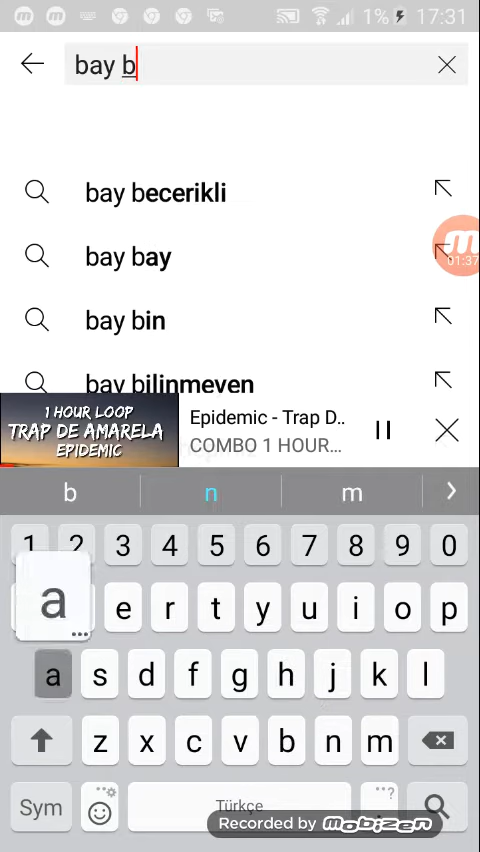 1% 17:31
bay b
bay becerikli
bay bay
01:37
bay bin
bay bilinmeyen
1 HOUR LOOP
TRAP DE AMARELA
EPIDEMIC
Epidemic - Trap D..
COMBO 1 HOUR...
b n m
1 2 3 4 5 6 7 8 9 0
a
e r t y u i o p
a s d f g h j k l
z x c v b n m
Sym Türkçe
Recorded by mobizen